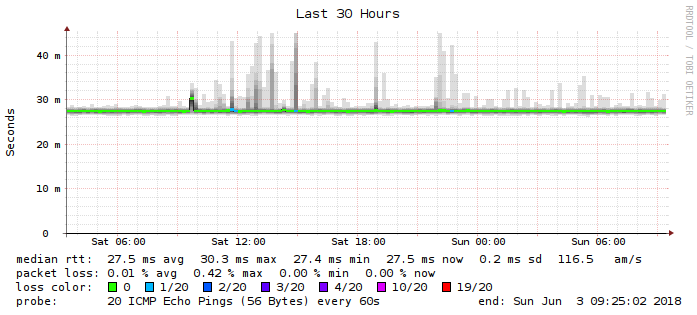 Last 30 Hours
RRDTOOL / TOBI OETIKER
Seconds
40 m
30 m
20 m
10 m
0
Sat 06:00 Sat 12:00 Sat 18:00 Sun 00:00 Sun 06:00
median rtt: 27.5 ms avg 30.3 ms max 27.4 ms min 27.5 ms now 0.2 ms sd 116.5 am/s
packet loss: 0.01 % avg 0.42 % max 0.00 % min 0.00 % now
loss color: 0 1/20 2/20 3/20 4/20 10/20 19/20
probe: 20 ICMP Echo Pings (56 Bytes) every 60s end: Sun Jun 3 09:25:02 2018